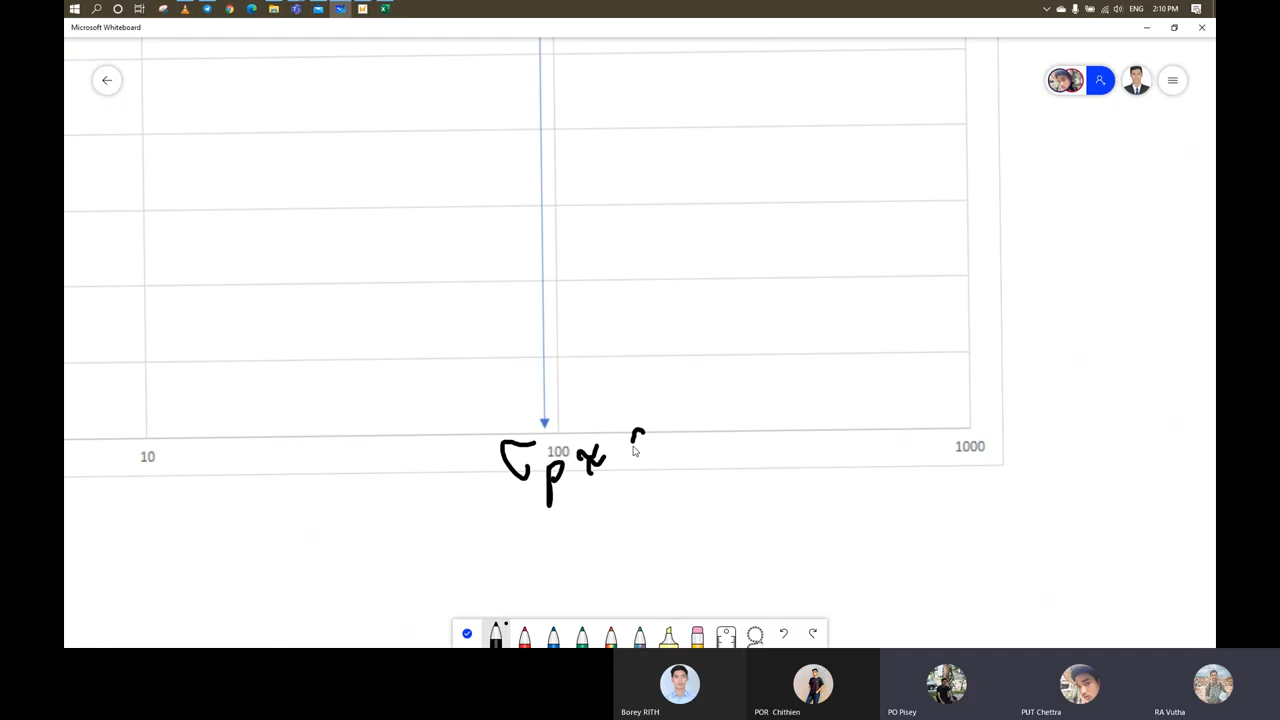 ENG 2:10 PM
Microsoft Whiteboard
10 100 1000
Borey RITH
POR Chithien
PO Pisey
PUT Chettra
RA Vutha